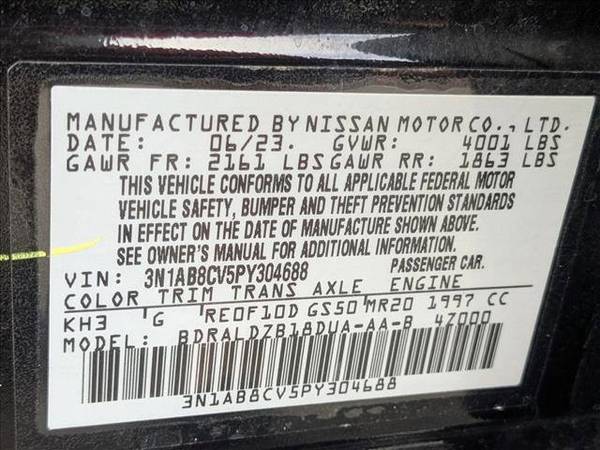 MANUFACTURED BY NISSAN MOTOR CO., LTD.
DATE: 06/23. GVWR: 4001 LBS
GAWR FR: 2161 LBS GAWR RR: 1863 LBS
THIS VEHICLE CONFORMS TO ALL APPLICABLE FEDERAL MOTOR
VEHICLE SAFETY, BUMPER AND THEFT PREVENTION STANDARDS
IN EFFECT ON THE DATE OF MANUFACTURE SHOWN ABOVE.
SEE OWNER'S MANUAL FOR ADDITIONAL INFORMATION.
VIN: 3N1AB8CV5PY304688 PASSENGER CAR.
COLOR TRIM TRANS AXLE ENGINE
KH3 G RE0F10D GS50 MR20 1997 CC
MODEL: BDRALDZB18DUA-AA-B 4Z000
3N1AB8CV5PY304688